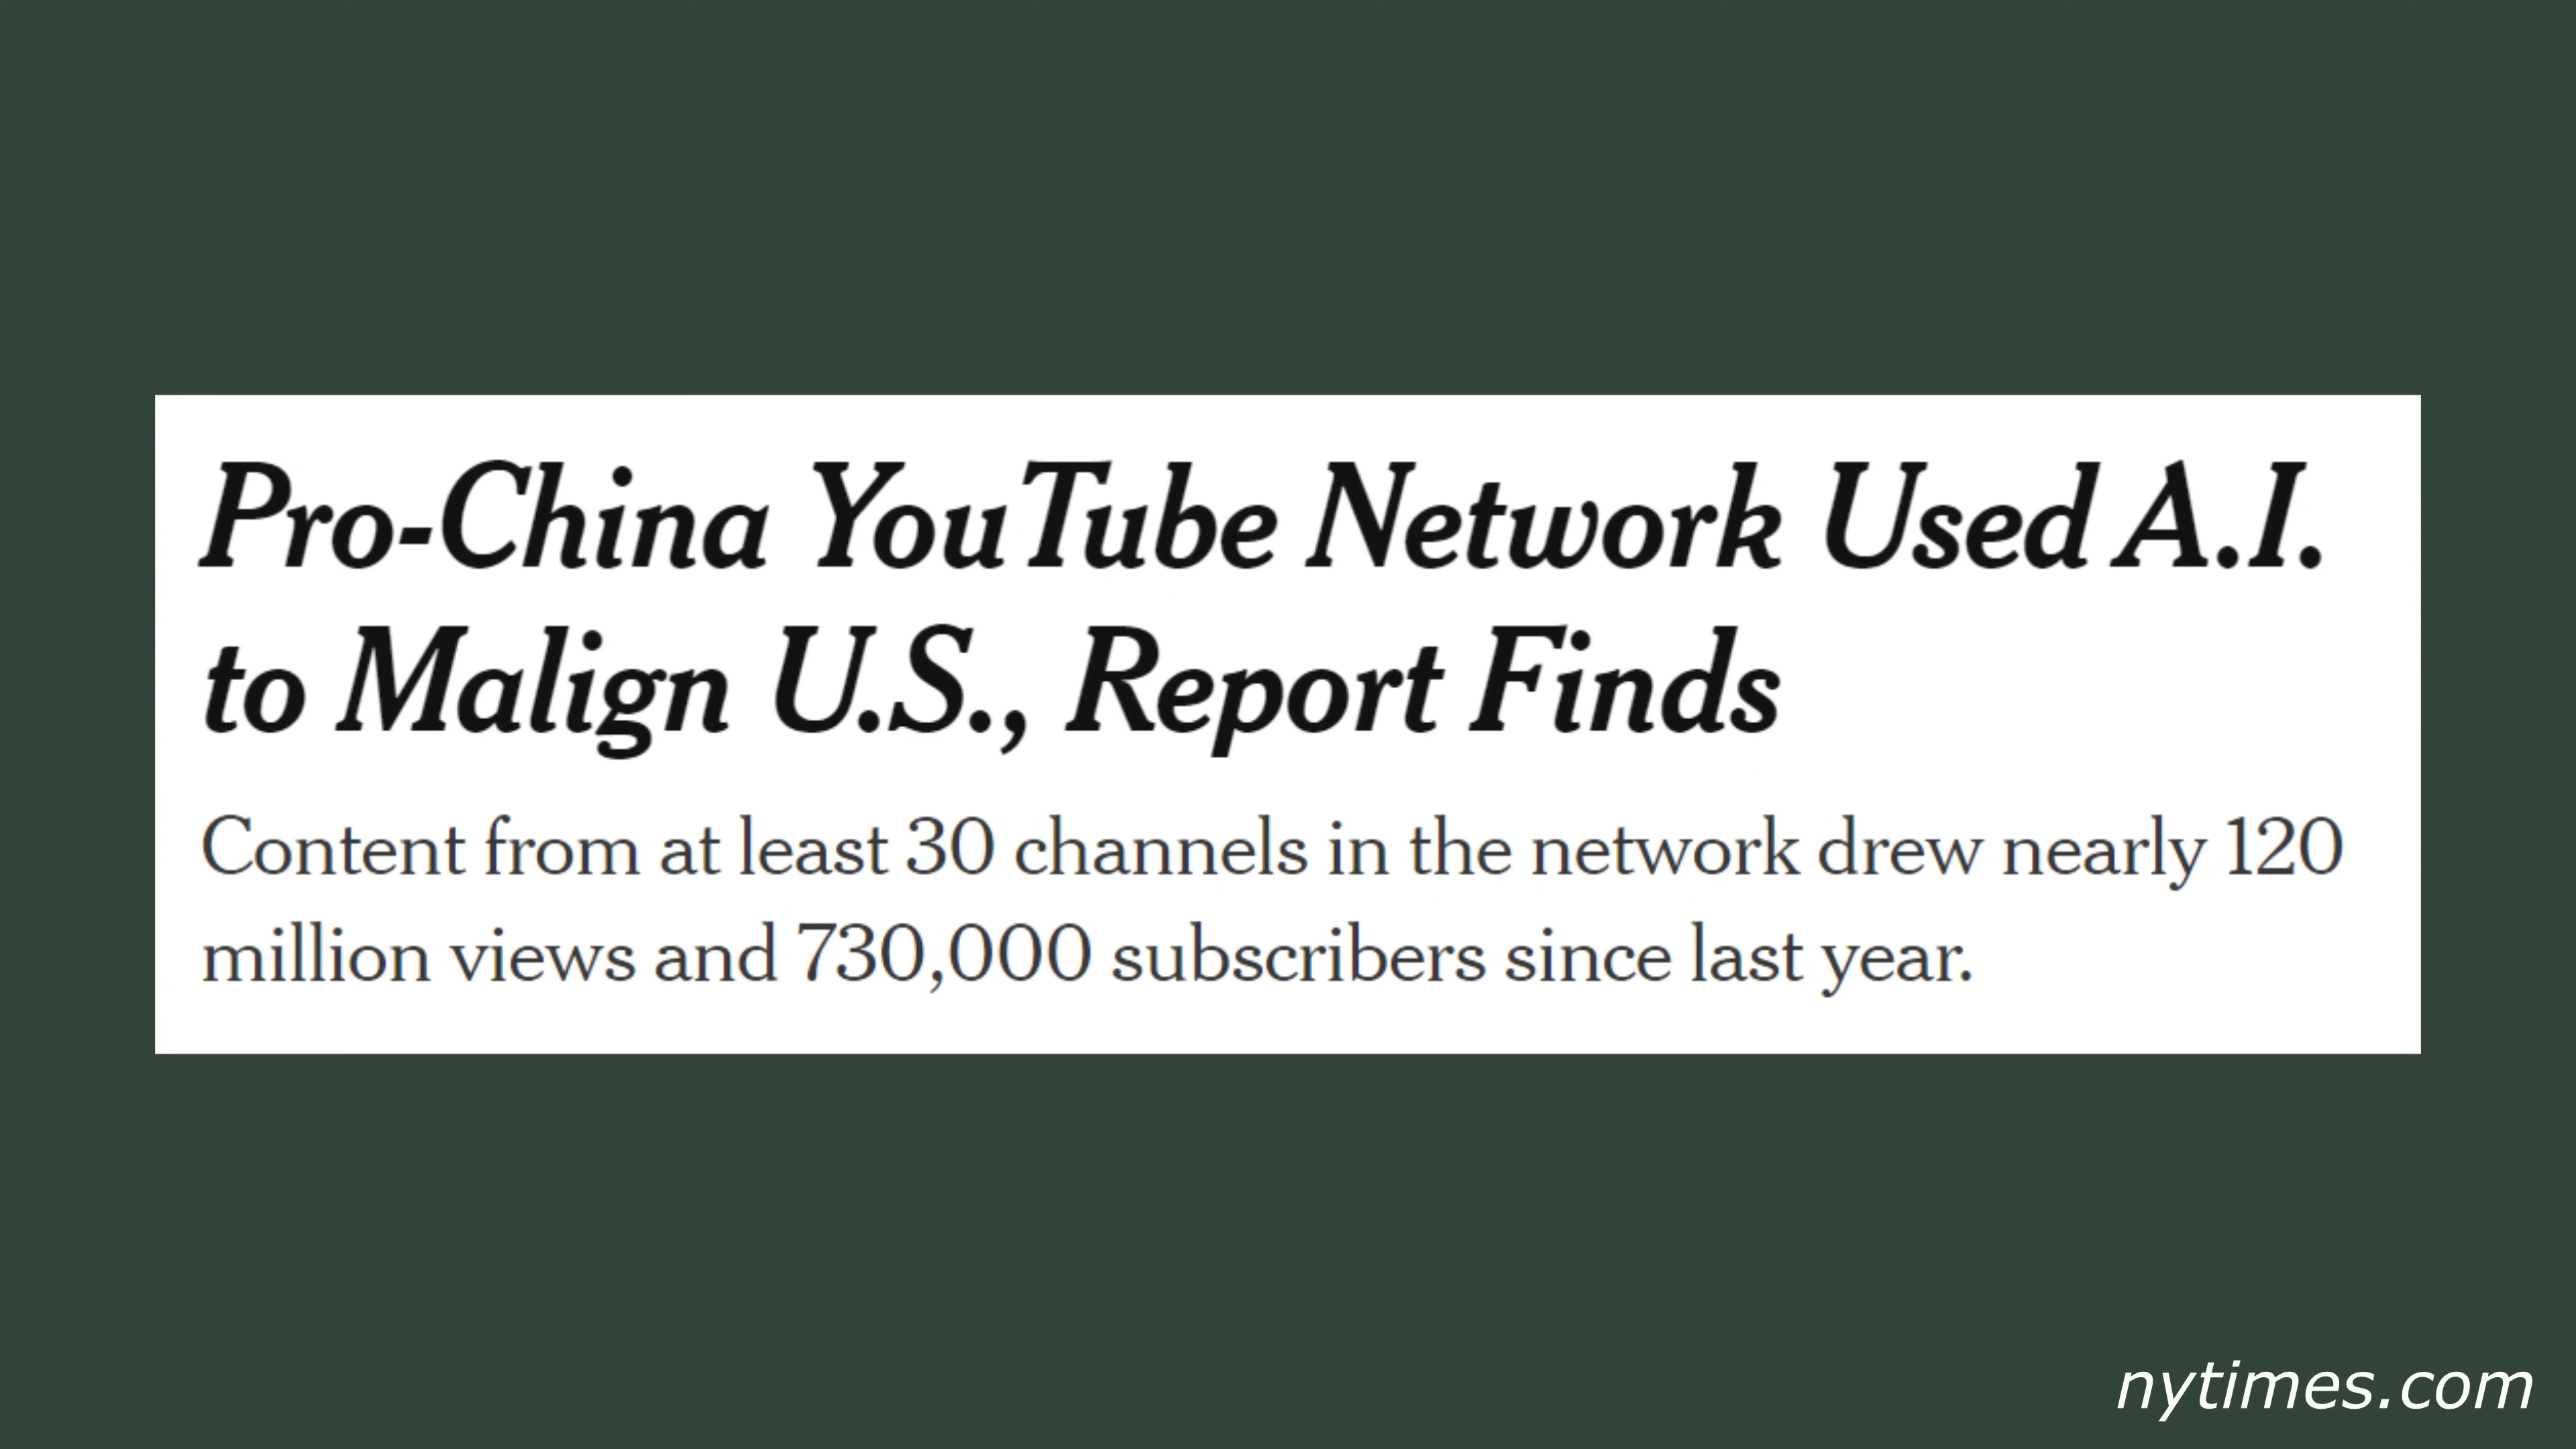 Pro-China YouTube Network Used A.I.
to Malign U.S., Report Finds
Content from at least 30 channels in the network drew nearly 120
million views and 730,000 subscribers since last year.
nytimes.com